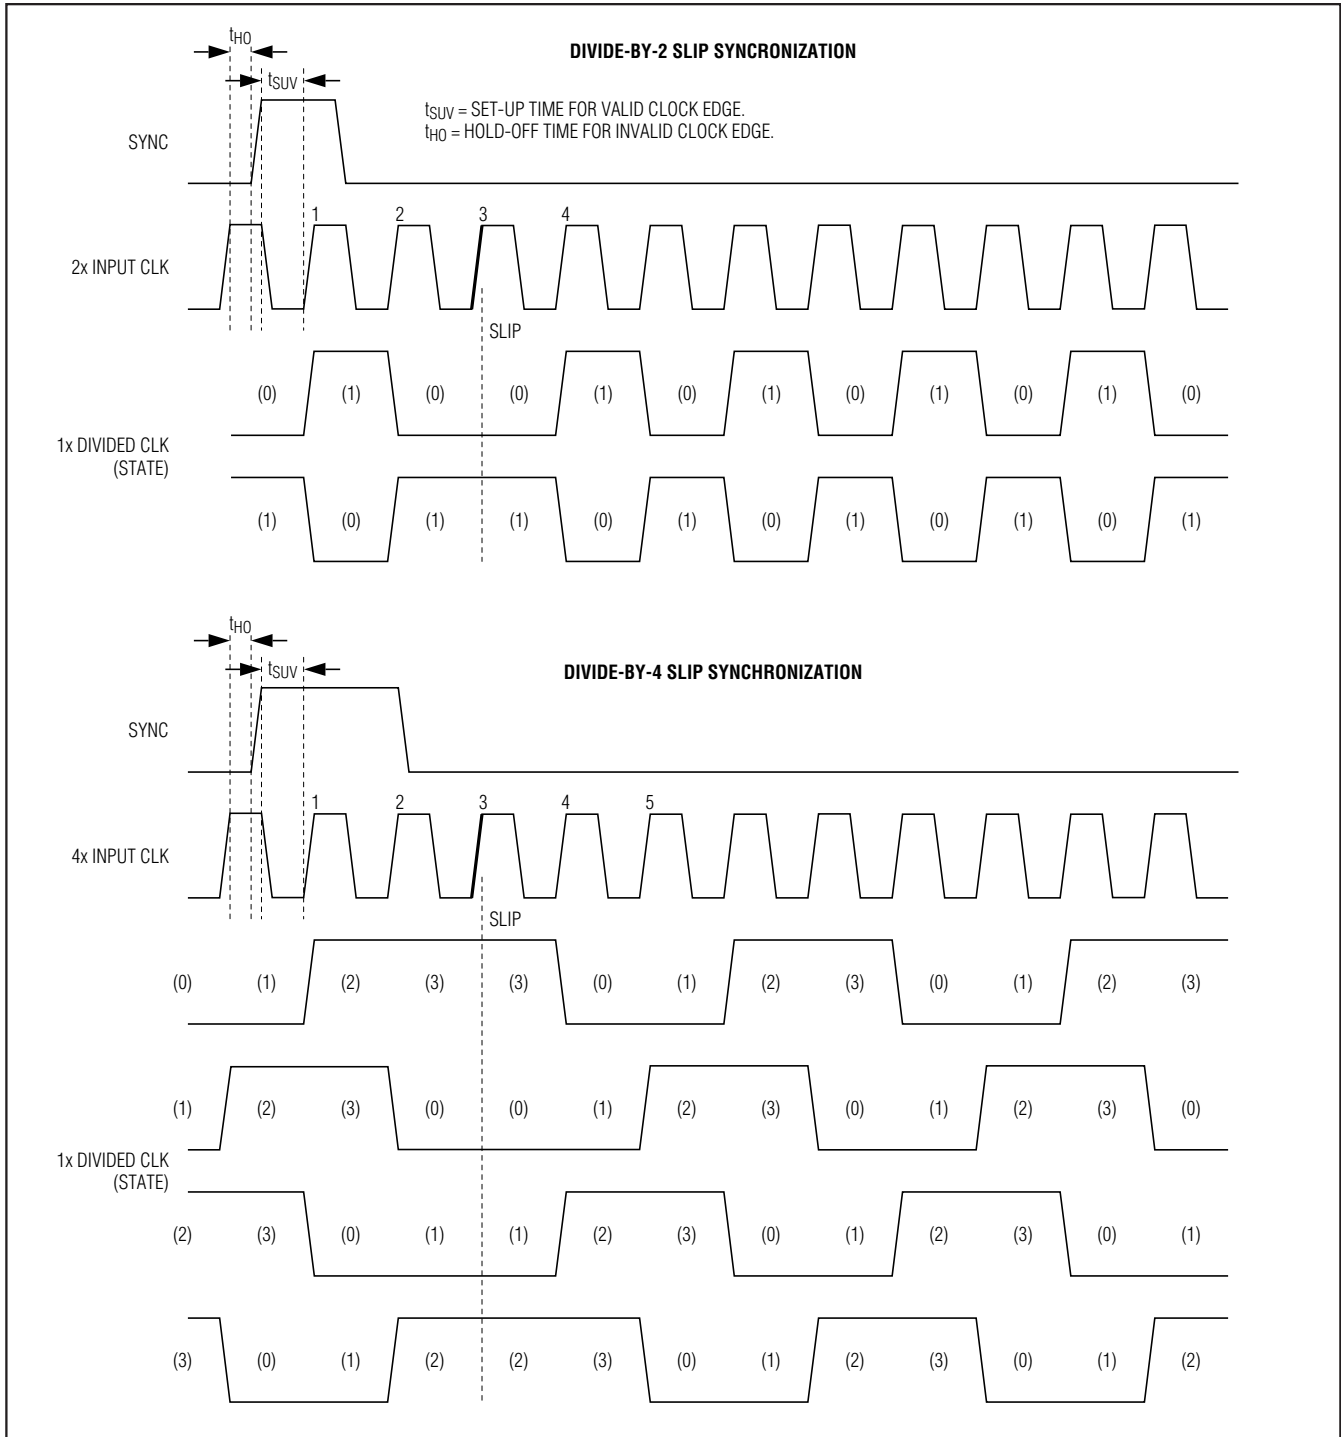 tHO
DIVIDE-BY-2 SLIP SYNCRONIZATION
tSUV
tSUV = SET-UP TIME FOR VALID CLOCK EDGE.
tHO = HOLD-OFF TIME FOR INVALID CLOCK EDGE.
SYNC
1 2 3 4
2x INPUT CLK
SLIP
(0) (1) (0) (0) (1) (0) (1) (0) (1) (0) (1) (0)
1x DIVIDED CLK
(STATE)
(1) (0) (1) (1) (0) (1) (0) (1) (0) (1) (0) (1)
tHO
tSUV
DIVIDE-BY-4 SLIP SYNCHRONIZATION
SYNC
1 2 3 4 5
4x INPUT CLK
SLIP
(0) (1) (2) (3) (3) (0) (1) (2) (3) (0) (1) (2) (3)
(1) (2) (3) (0) (0) (1) (2) (3) (0) (1) (2) (3) (0)
1x DIVIDED CLK
(STATE)
(2) (3) (0) (1) (1) (2) (3) (0) (1) (2) (3) (0) (1)
(3) (0) (1) (2) (2) (3) (0) (1) (2) (3) (0) (1) (2)